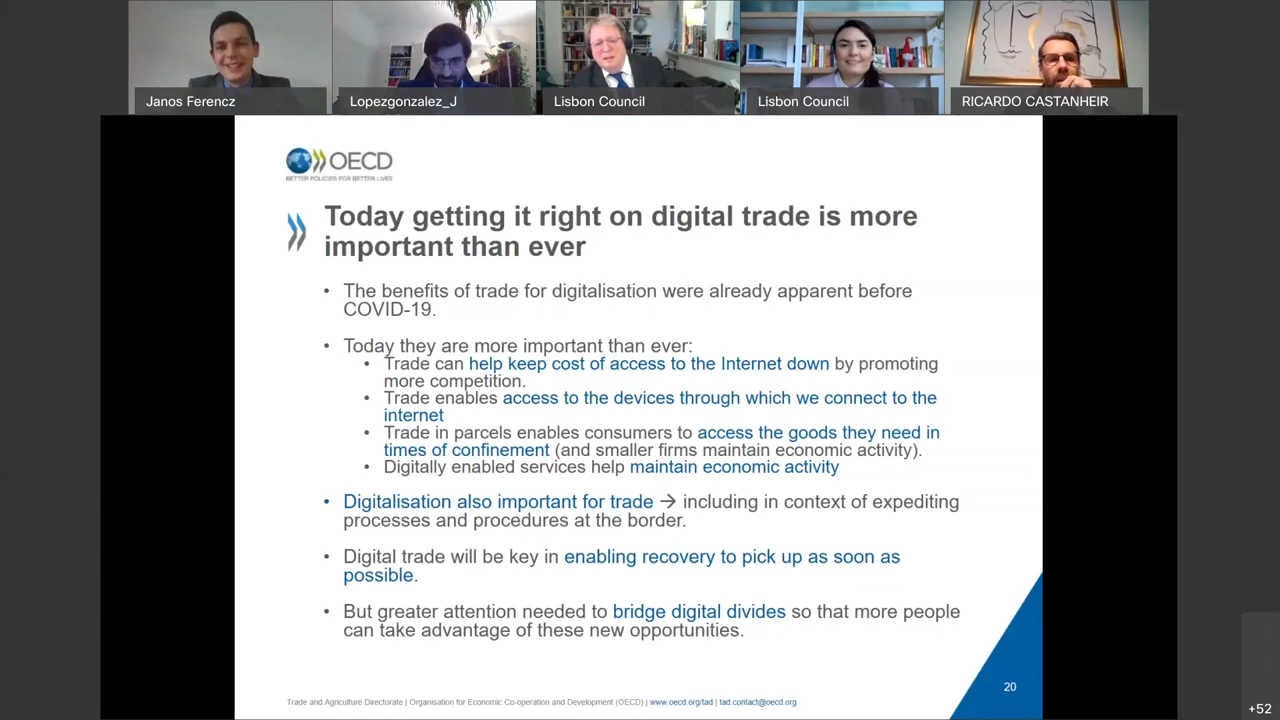 Janos Ferencz
Lopezgonzalez_J
Lisbon Council
Lisbon Council
RICARDO CASTANHEIR
OECD
BETTER POLICIES FOR BETTER LIVES
Today getting it right on digital trade is more
important than ever
• The benefits of trade for digitalisation were already apparent before
COVID-19.
• Today they are more important than ever:
• Trade can help keep cost of access to the Internet down by promoting
more competition.
• Trade enables access to the devices through which we connect to the
internet
• Trade in parcels enables consumers to access the goods they need in
times of confinement (and smaller firms maintain economic activity).
• Digitally enabled services help maintain economic activity
• Digitalisation also important for trade → including in context of expediting
processes and procedures at the border.
• Digital trade will be key in enabling recovery to pick up as soon as
possible.
• But greater attention needed to bridge digital divides so that more people
can take advantage of these new opportunities.
20
Trade and Agriculture Directorate | Organisation for Economic Co-operation and Development (OECD) | www.oecd.org/tad | tad.contact@oecd.org
+52